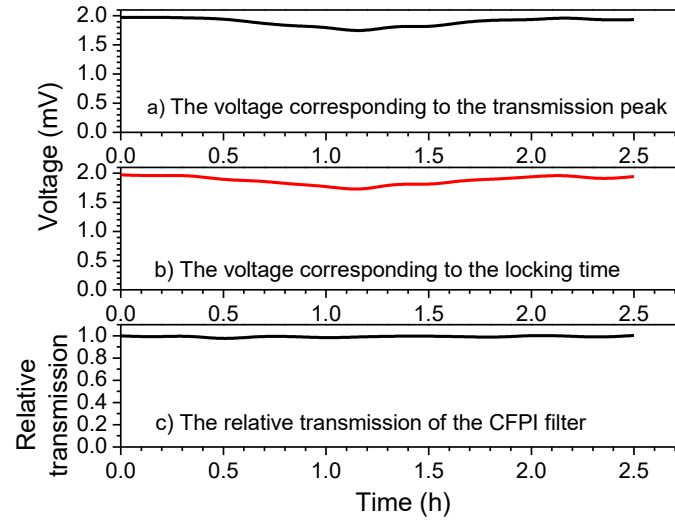 2.0
1.5
1.0
0.5
0.0
a) The voltage corresponding to the transmission peak
0.0 0.5 1.0 1.5 2.0 2.5
Voltage (mV)
2.0
1.5
1.0
0.5
0.0
b) The voltage corresponding to the locking time
0.0 0.5 1.0 1.5 2.0 2.5
Relative
transmission
1.0
0.8
0.6
0.4
0.2
0.0
c) The relative transmission of the CFPI filter
0.0 0.5 1.0 1.5 2.0 2.5
Time (h)